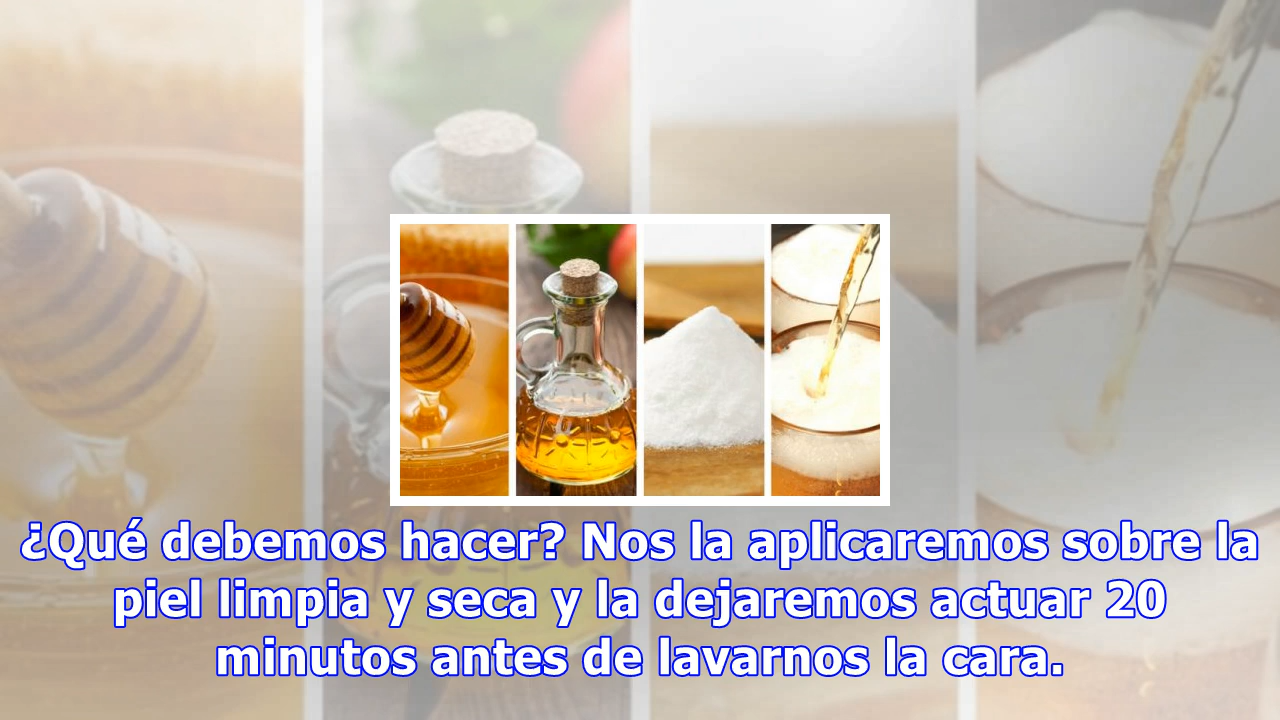 ¿Qué debemos hacer? Nos la aplicaremos sobre la
piel limpia y seca y la dejaremos actuar 20
minutos antes de lavarnos la cara.